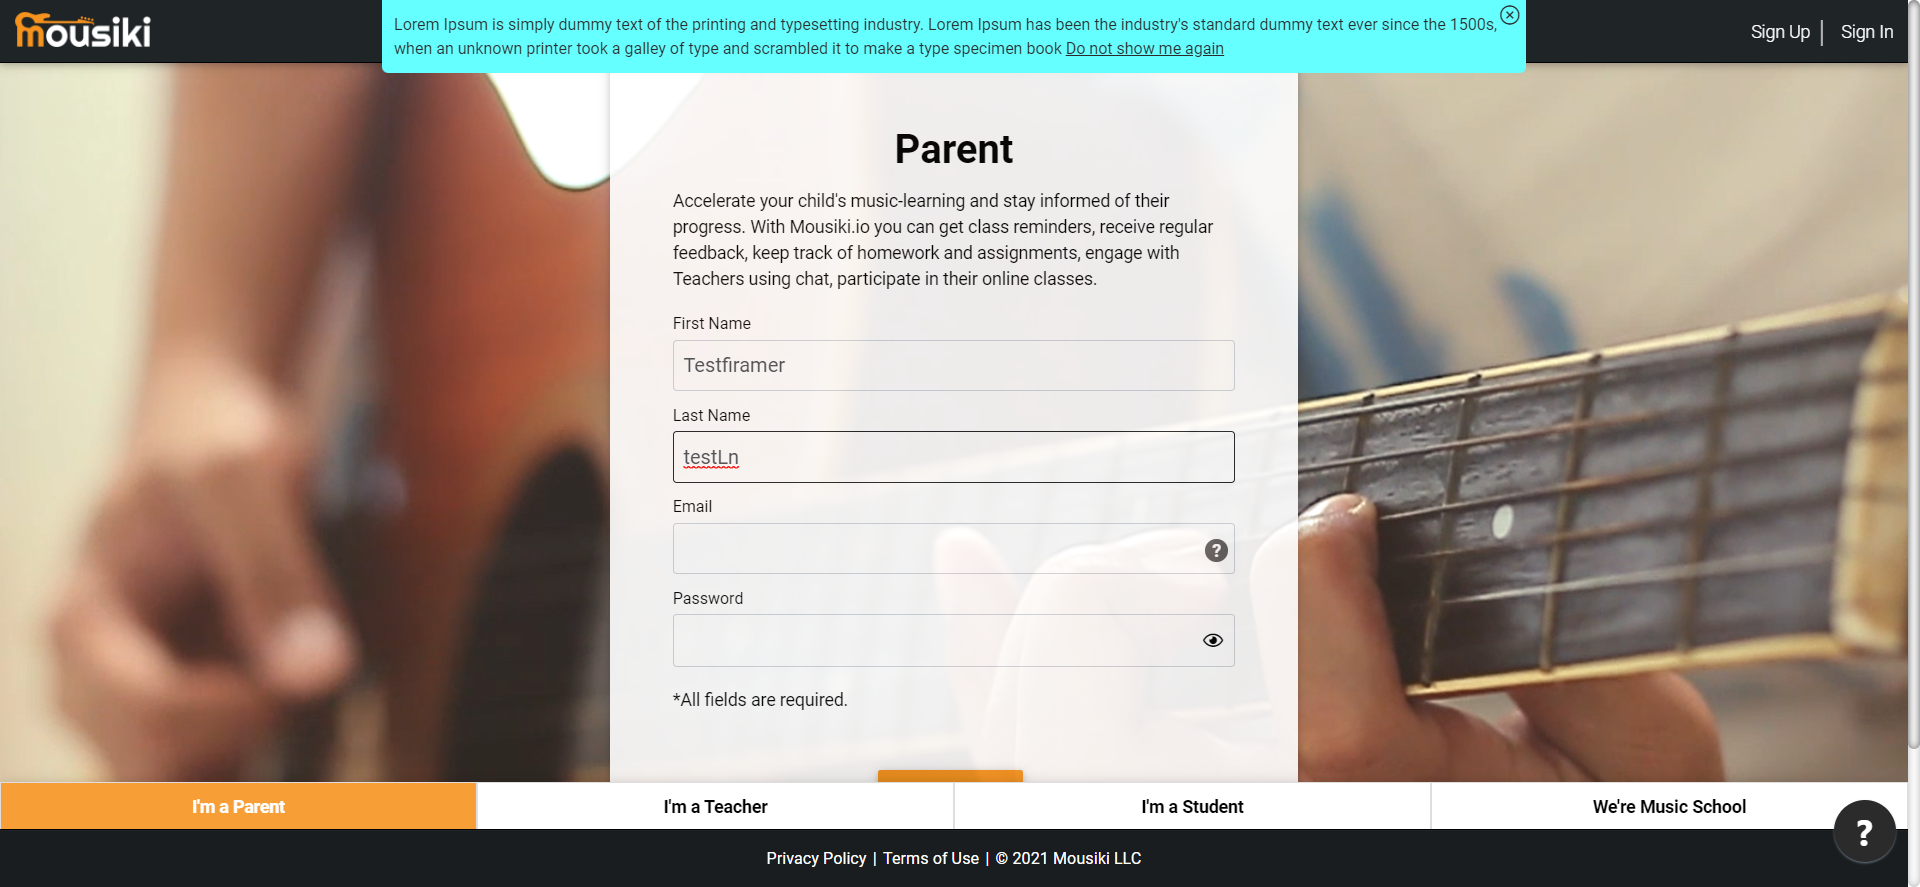 mousiki
Lorem Ipsum is simply dummy text of the printing and typesetting industry. Lorem Ipsum has been the industry's standard dummy text ever since the 1500s,
when an unknown printer took a galley of type and scrambled it to make a type specimen book Do not show me again
Sign Up
Sign In
Parent
Accelerate your child's music-learning and stay informed of their
progress. With Mousiki.io you can get class reminders, receive regular
feedback, keep track of homework and assignments, engage with
Teachers using chat, participate in their online classes.
First Name
Testfiramer
Last Name
testLn
Email
?
Password
*All fields are required.
I'm a Parent
I'm a Teacher
I'm a Student
We're Music School
?
Privacy Policy | Terms of Use | © 2021 Mousiki LLC